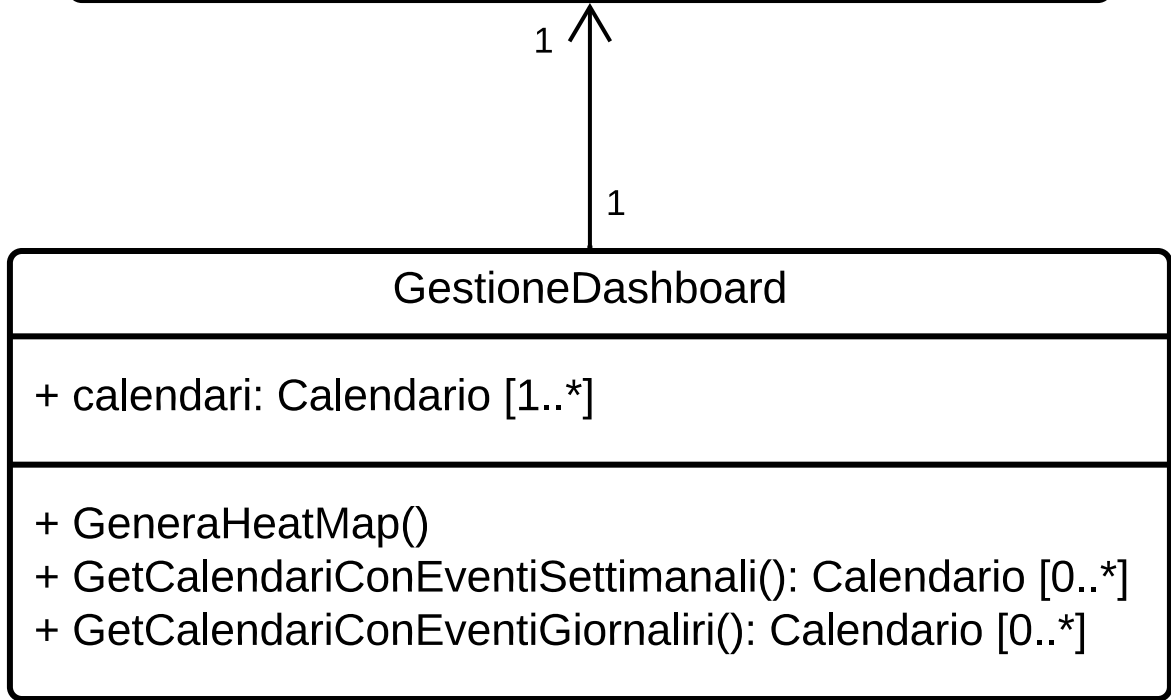 1
1
GestioneDashboard
+ calendari: Calendario [1..*]
+ GeneraHeatMap()
+ GetCalendariConEventiSettimanali(): Calendario [0..*]
+ GetCalendariConEventiGiornaliri(): Calendario [0..*]